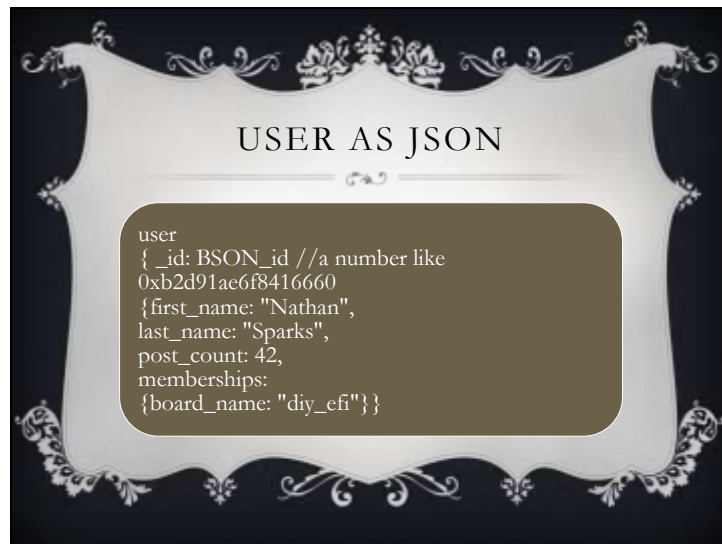 USER AS JSON
user
{ _id: BSON_id //a number like
0xb2d91ae6f8416660
{first_name: "Nathan",
last_name: "Sparks",
post_count: 42,
memberships:
{board_name: "diy_efi"}}